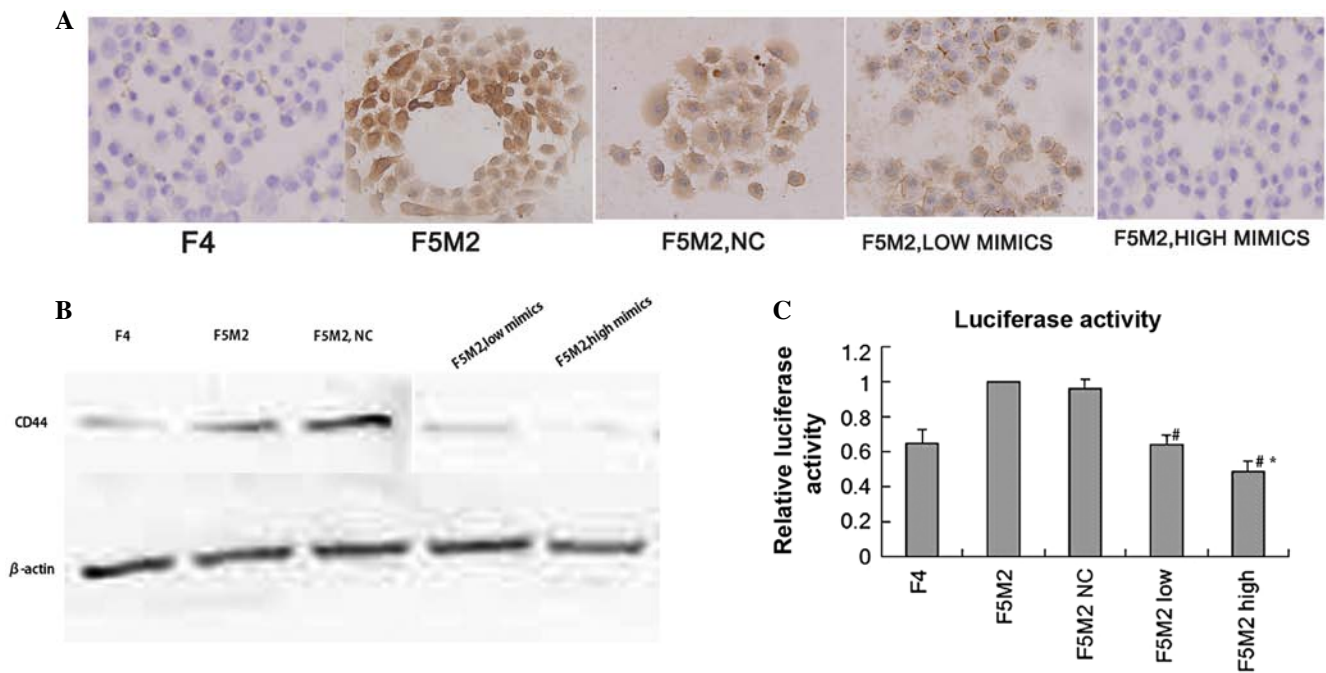 A
F4
F5M2
F5M2,NC
F5M2,LOW MIMICS
F5M2,HIGH MIMICS
B
F4
F5M2
F5M2, NC
F5M2,low mimics
F5M2,high mimics
CD44
β-actin
C
Luciferase activity
Relative luciferase
activity
1.2
1
0.8
0.6
0.4
0.2
0
#
# *
F4
F5M2
F5M2 NC
F5M2 low
F5M2 high